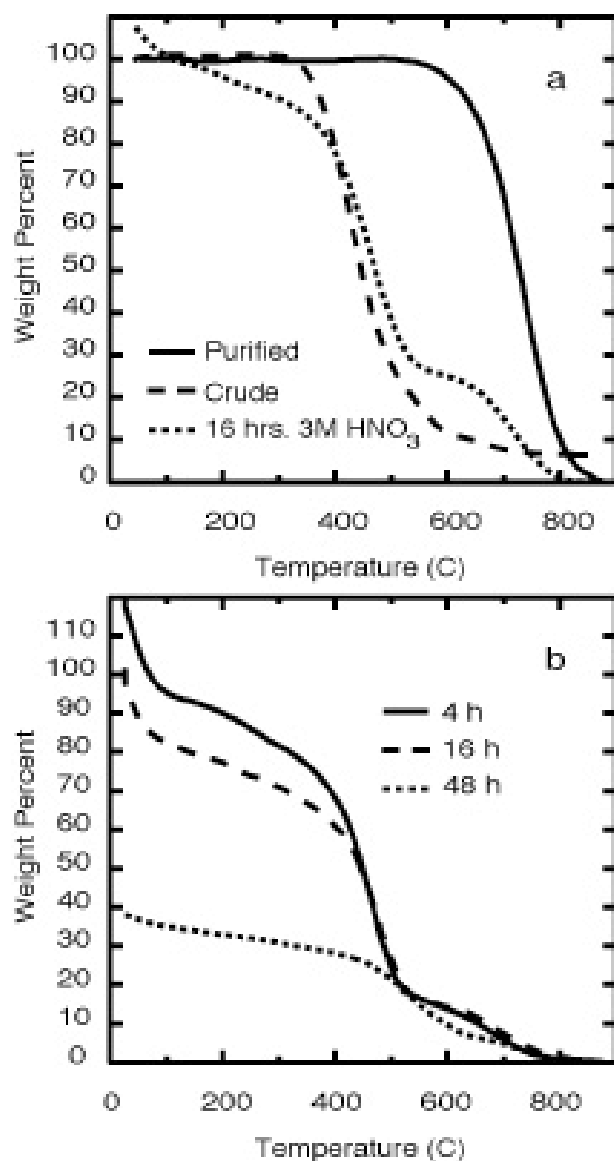 100
90
80
70
60
50
40
30
20
10
0
Weight Percent
a
Purified
Crude
16 hrs. 3M HNO₃
0 200 400 600 800
Temperature (C)
110
100
90
80
70
60
50
40
30
20
10
0
Weight Percent
b
4 h
16 h
48 h
0 200 400 600 800
Temperature (C)